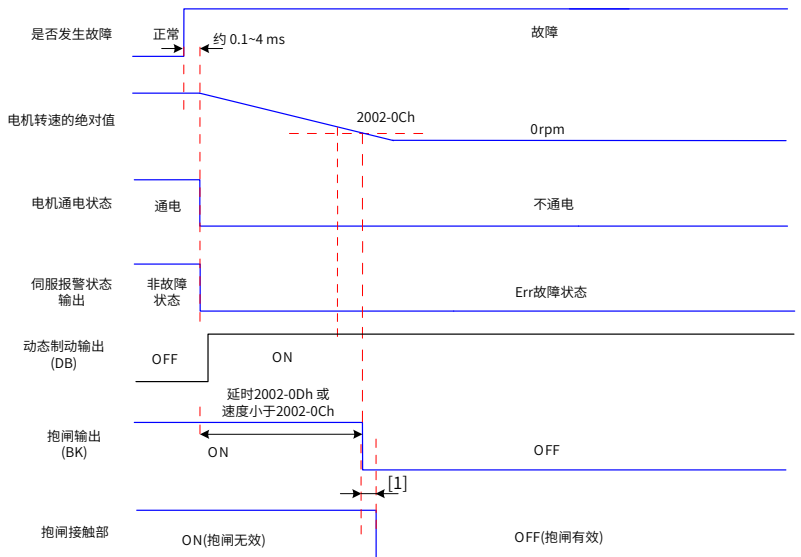 是否发生故障
正常
约 0.1~4 ms
故障
电机转速的绝对值
2002-0Ch
0rpm
电机通电状态
通电
不通电
伺服报警状态
输出
非故障
状态
Err故障状态
动态制动输出
(DB)
OFF
ON
延时2002-0Dh 或
速度小于2002-0Ch
抱闸输出
(BK)
ON
OFF
[1]
抱闸接触部
ON(抱闸无效)
OFF(抱闸有效)